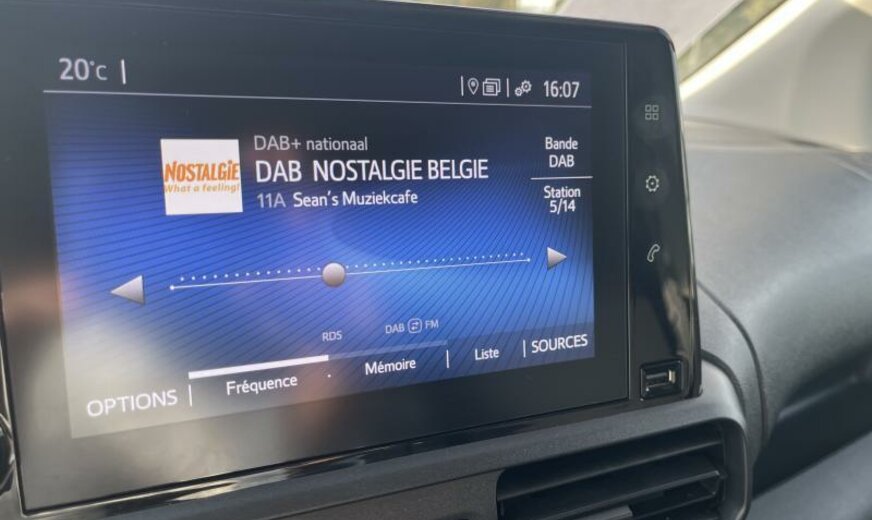 20°C
16:07
DAB+ nationaal
NOSTALGIE
What a feeling!
DAB NOSTALGIE BELGIE
11A Sean's Muziekcafe
Bande
DAB
Station
5/14
RDS
DAB FM
OPTIONS
Fréquence
Mémoire
Liste
SOURCES